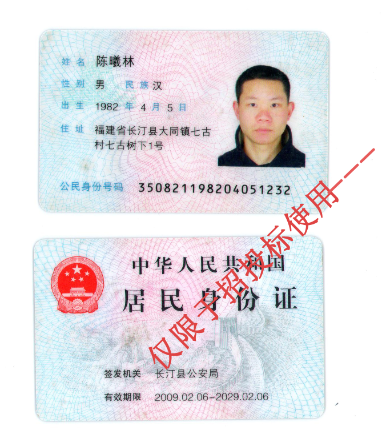 姓名 陈曦林
性别 男 民族 汉
出生 1982 年 4 月 5 日
住址 福建省长汀县大同镇七古
村七古树下1号
公民身份号码 350821198204051232
中华人民共和国
居民身份证
签发机关 长汀县公安局
有效期限 2009.02.06-2029.02.06
仅限于招投标使用---